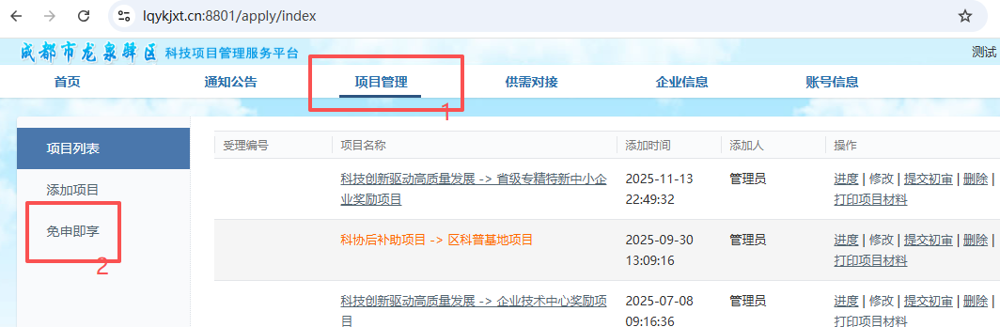 lqykjxt.cn:8801/apply/index
成都市龙泉驿区 科技项目管理服务平台 测试
首页 通知公告 项目管理 供需对接 企业信息 账号信息
1
项目列表
受理编号 项目名称 添加时间 添加人 操作
添加项目
免申即享
2
科技创新驱动高质量发展 -> 省级专精特新中小企
业奖励项目
2025-11-13
22:49:32
管理员
进度 | 修改 | 提交初审 | 删除 |
打印项目材料
科协后补助项目 -> 区科普基地项目
2025-09-30
13:09:16
管理员
进度 | 修改 | 提交初审 | 删除 |
打印项目材料
科技创新驱动高质量发展 -> 企业技术中心奖励项
目
2025-07-08
09:16:36
管理员
进度 | 修改 | 提交初审 | 删除 |
打印项目材料